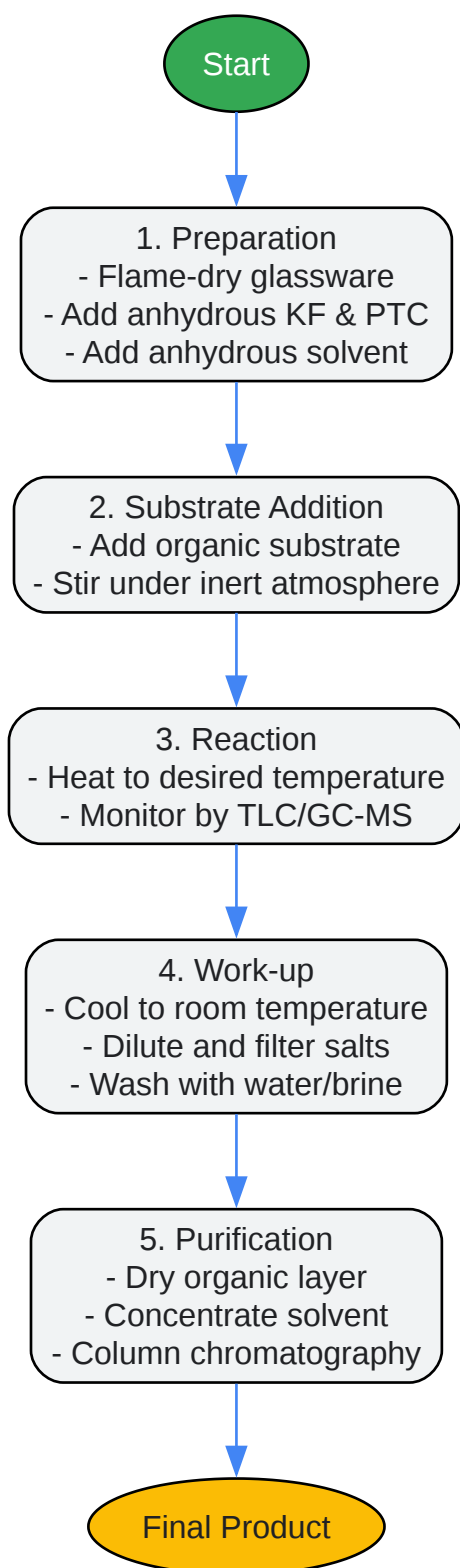 Start
1. Preparation
- Flame-dry glassware
- Add anhydrous KF & PTC
- Add anhydrous solvent
2. Substrate Addition
- Add organic substrate
- Stir under inert atmosphere
3. Reaction
- Heat to desired temperature
- Monitor by TLC/GC-MS
4. Work-up
- Cool to room temperature
- Dilute and filter salts
- Wash with water/brine
5. Purification
- Dry organic layer
- Concentrate solvent
- Column chromatography
Final Product